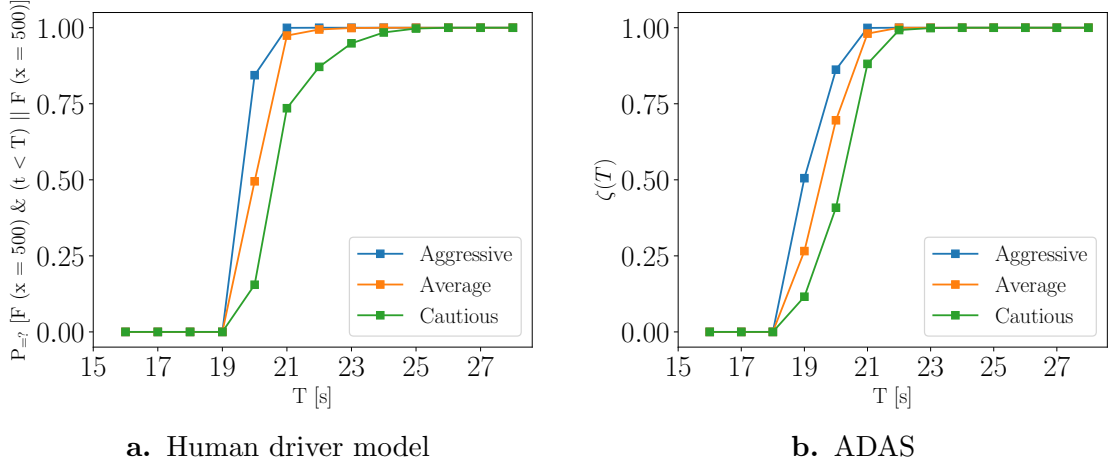 P=? [F (x = 500) & (t < T) || F (x = 500)]
1.00
0.75
0.50
0.25
0.00
15 17 19 21 23 25 27
T [s]
Aggressive
Average
Cautious
a. Human driver model
ζ(T)
1.00
0.75
0.50
0.25
0.00
15 17 19 21 23 25 27
T [s]
Aggressive
Average
Cautious
b. ADAS